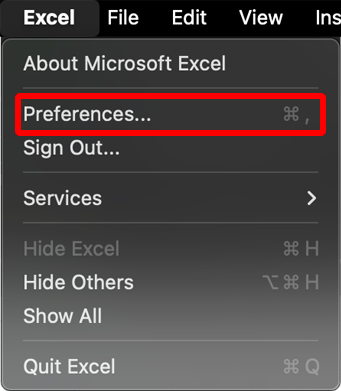 Excel File Edit View Ins
About Microsoft Excel
Preferences... ⌘ ,
Sign Out...
Services
Hide Excel ⌘ H
Hide Others ⌥ ⌘ H
Show All
Quit Excel ⌘ Q